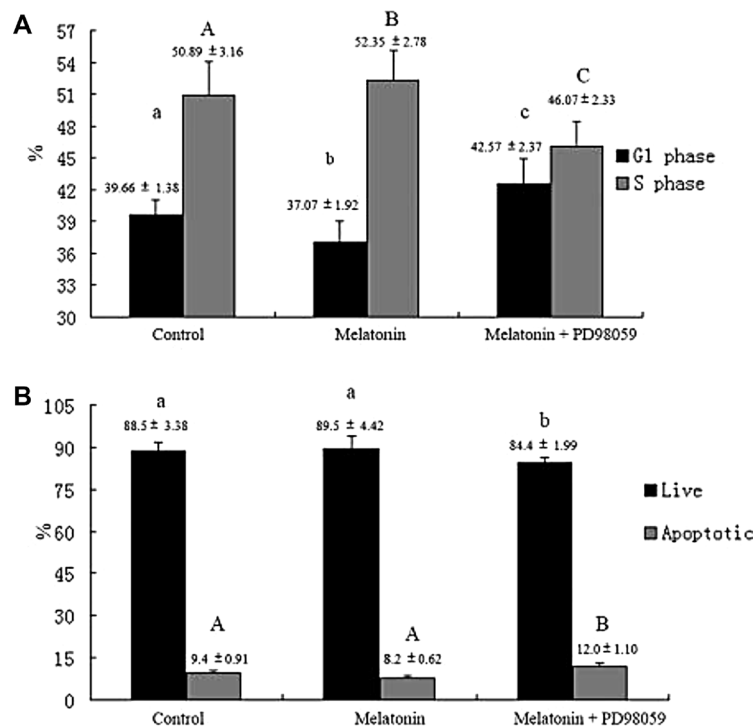 A
57
54
51
48
45
42
39
36
33
30
%
A
50.89 ± 3.16
a
39.66 ± 1.38
B
52.35 ± 2.78
b
37.07 ± 1.92
C
46.07 ± 2.33
c
42.57 ± 2.37
G1 phase
S phase
Control
Melatonin
Melatonin + PD98059
B
105
90
75
60
45
30
15
0
%
a
88.5 ± 3.38
A
9.4 ± 0.91
a
89.5 ± 4.42
A
8.2 ± 0.62
b
84.4 ± 1.99
B
12.0 ± 1.10
Live
Apoptotic
Control
Melatonin
Melatonin + PD98059